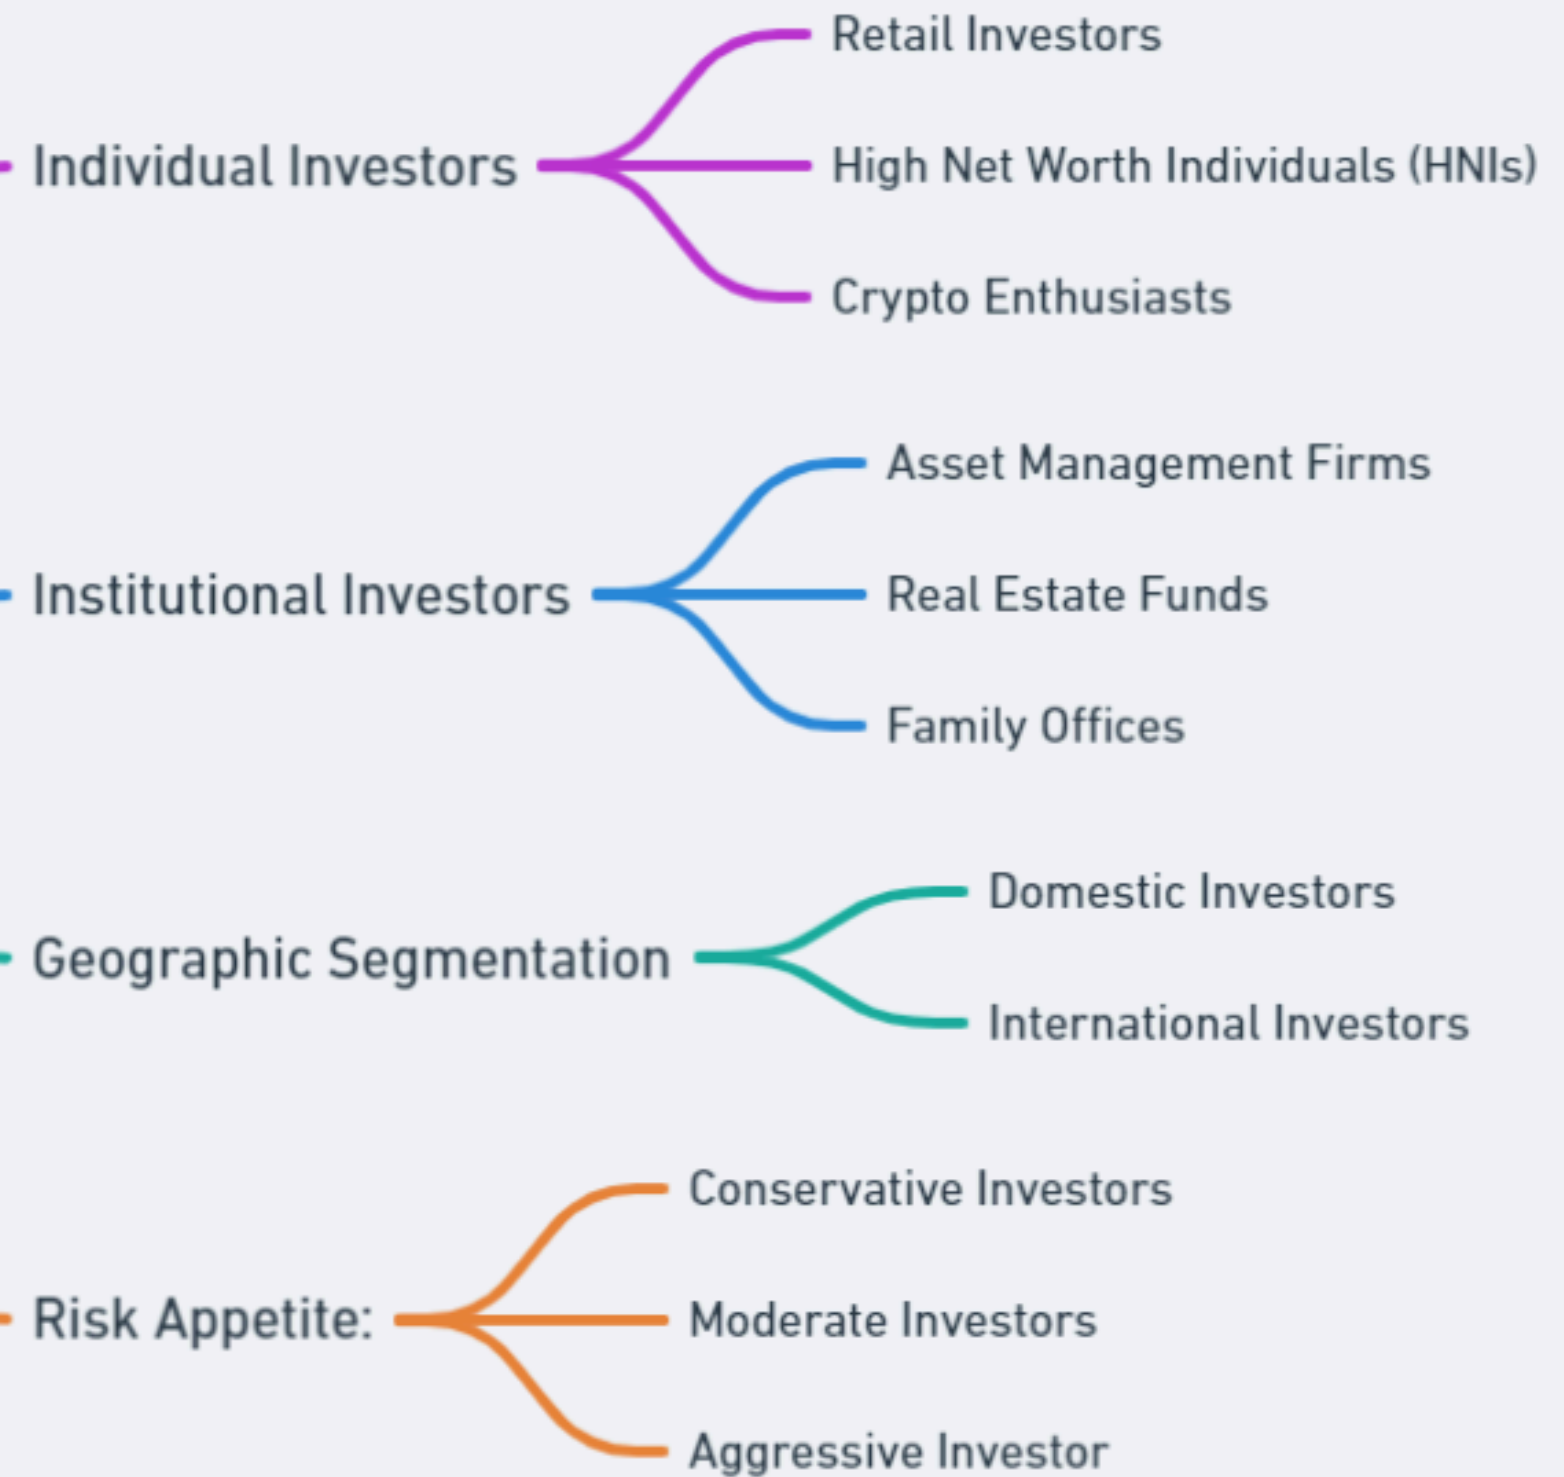 Retail Investors
Individual Investors
High Net Worth Individuals (HNIs)
Crypto Enthusiasts
Asset Management Firms
Institutional Investors
Real Estate Funds
Family Offices
Domestic Investors
Geographic Segmentation
International Investors
Conservative Investors
Risk Appetite:
Moderate Investors
Aggressive Investor